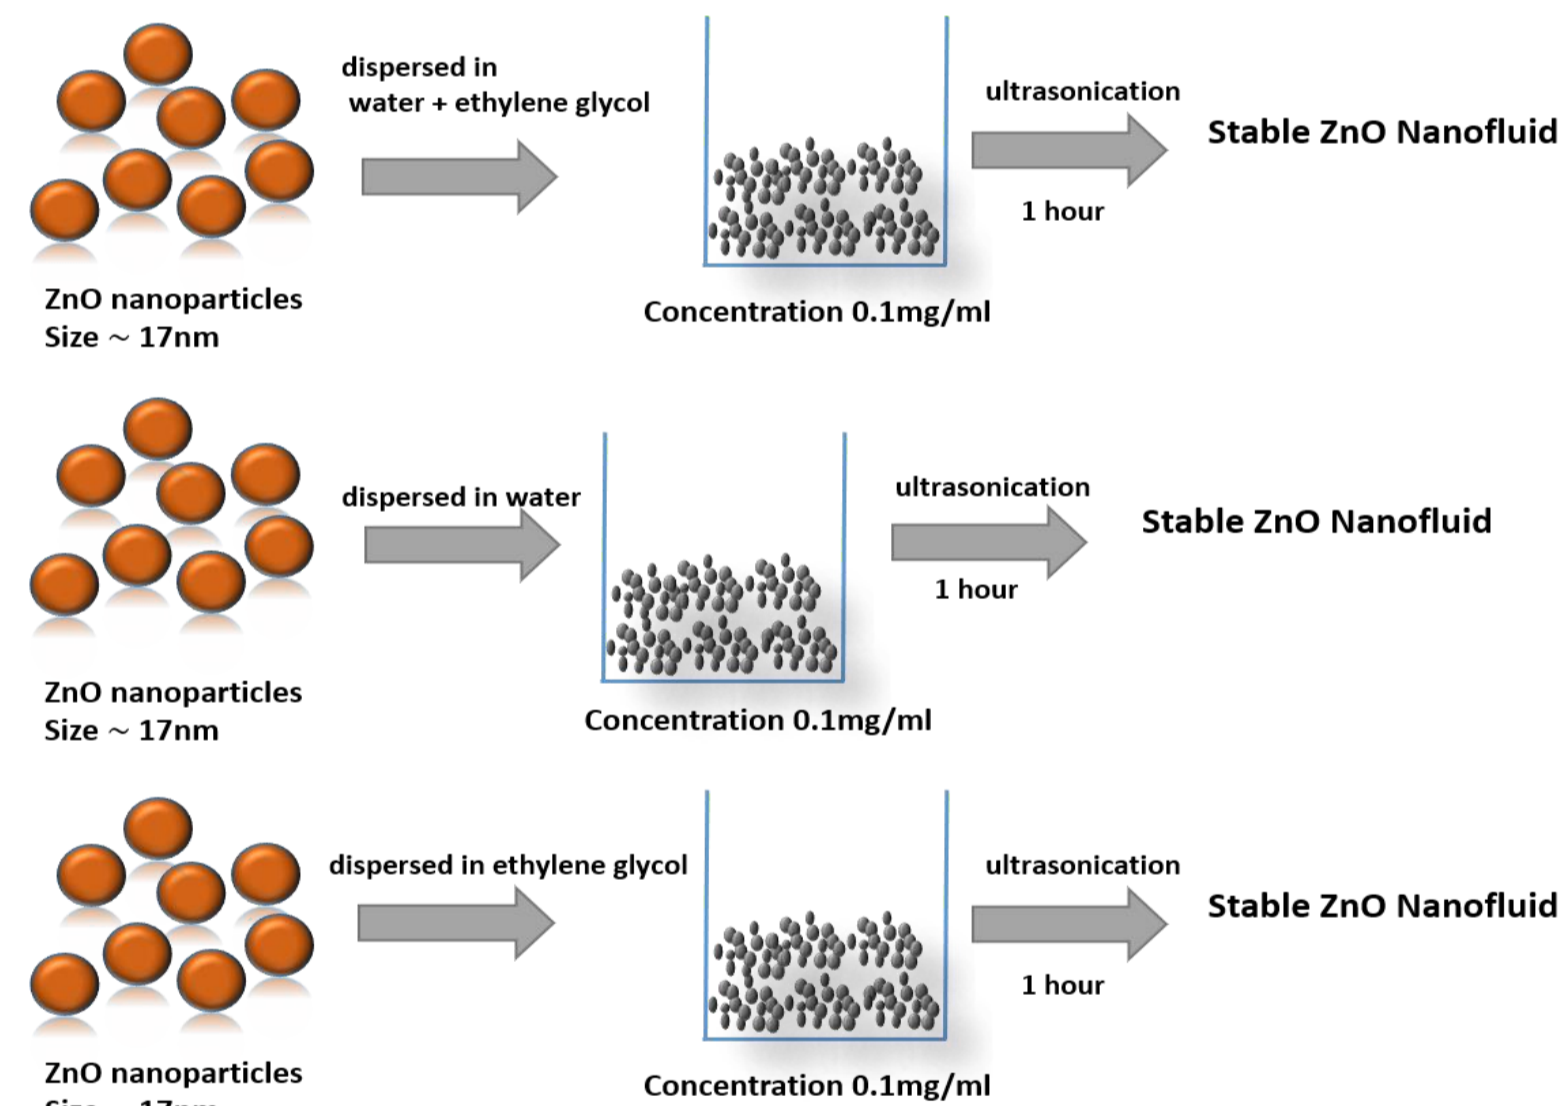 dispersed in
water + ethylene glycol
ultrasonication
Stable ZnO Nanofluid
1 hour
ZnO nanoparticles
Size ~ 17nm
Concentration 0.1mg/ml
dispersed in water
ultrasonication
Stable ZnO Nanofluid
1 hour
ZnO nanoparticles
Size ~ 17nm
Concentration 0.1mg/ml
dispersed in ethylene glycol
ultrasonication
Stable ZnO Nanofluid
1 hour
ZnO nanoparticles
Size ~ 17nm
Concentration 0.1mg/ml